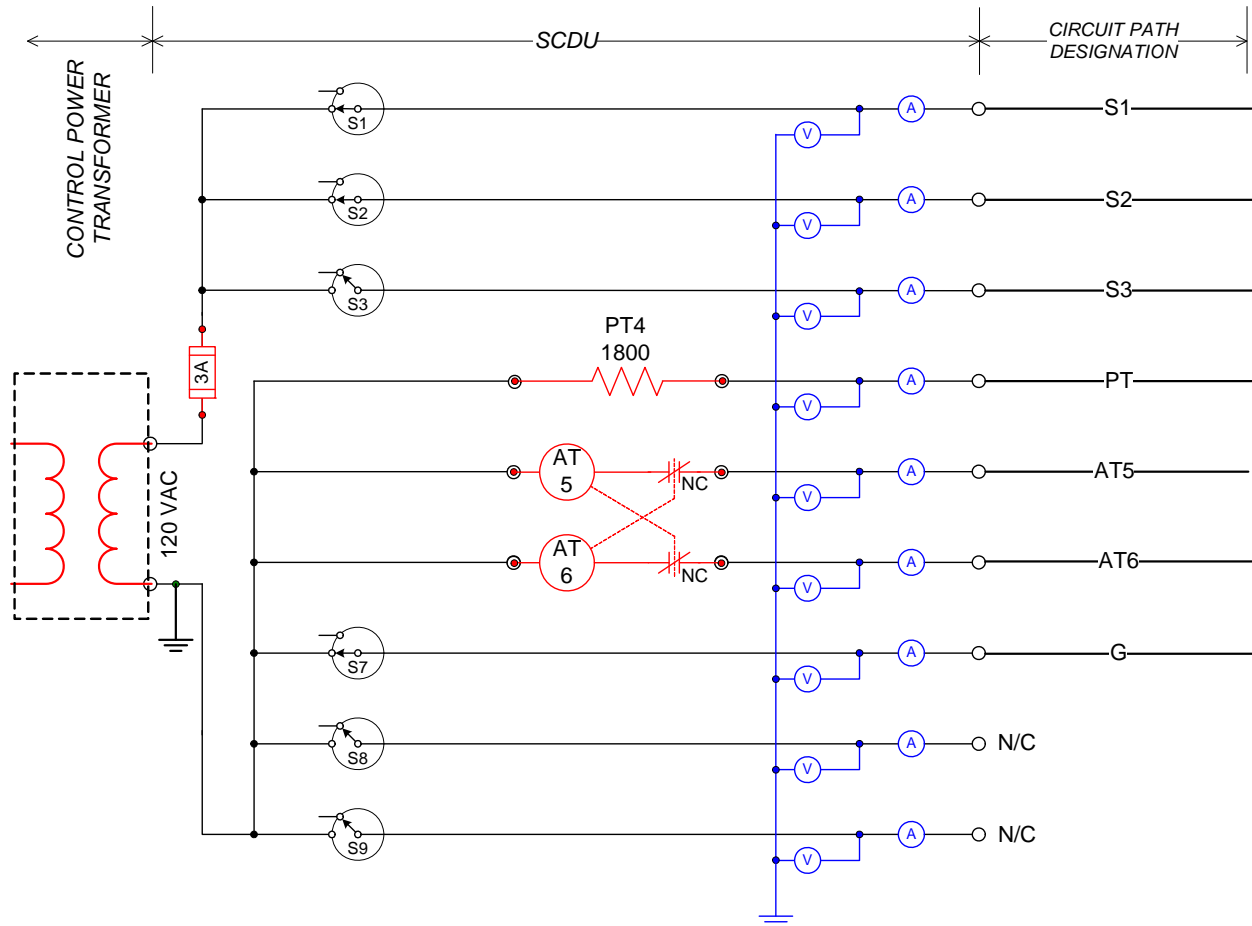 SCDU
CIRCUIT PATH
DESIGNATION
CONTROL POWER
TRANSFORMER
S1
V
A
S1
S2
V
A
S2
S3
V
A
S3
3A
PT4
1800
V
A
PT
120 VAC
AT
5
NC
V
A
AT5
AT
6
NC
V
A
AT6
S7
V
A
G
S8
V
A
N/C
S9
V
A
N/C